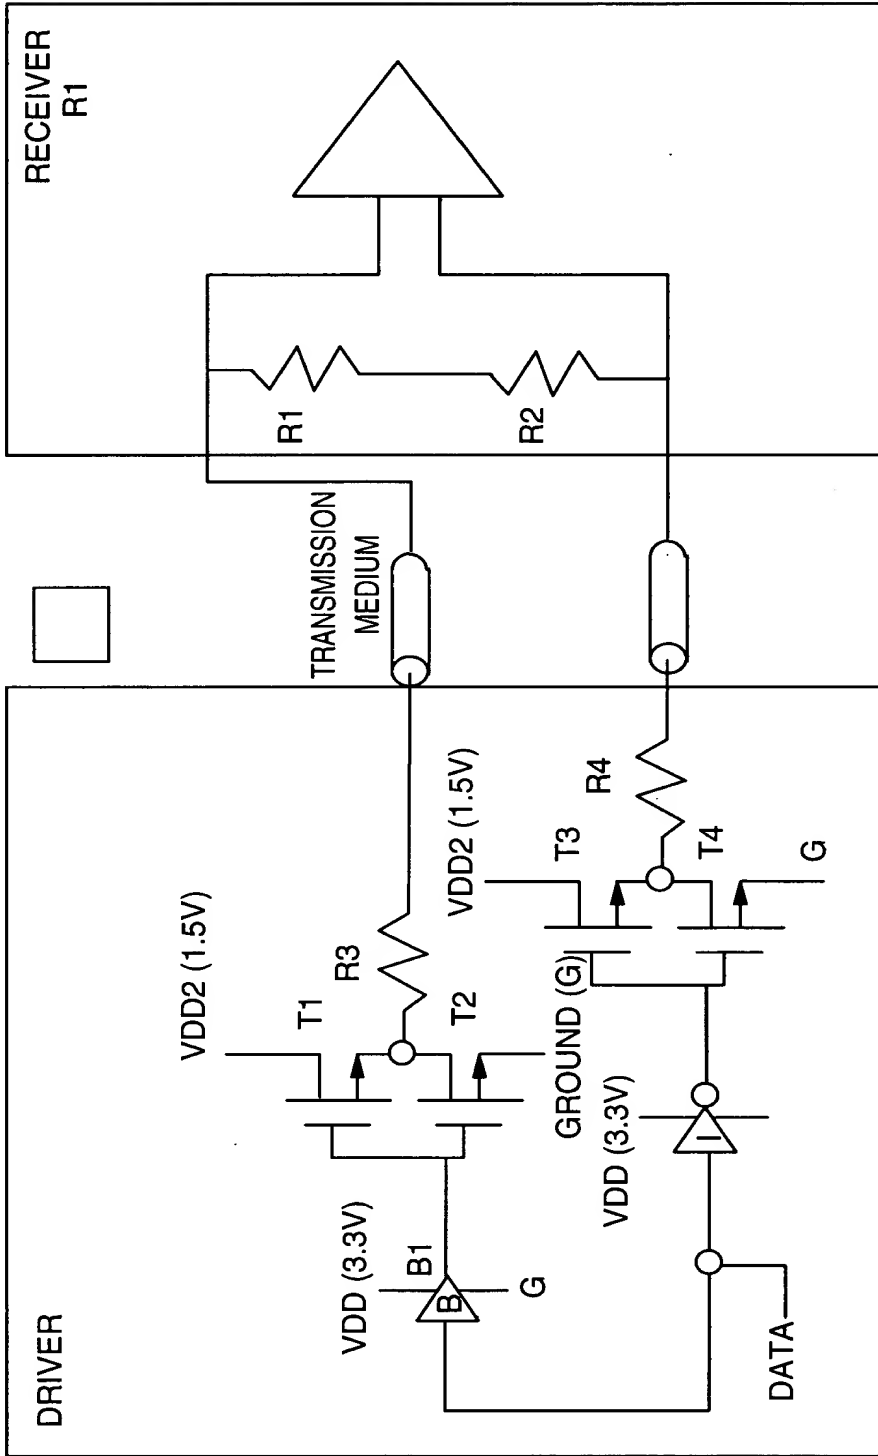 DRIVER
VDD (3.3V)
B1
B
G
DATA
VDD2 (1.5V)
T1
T2
R3
GROUND (G)
VDD (3.3V)
I
VDD2 (1.5V)
T3
T4
G
R4
TRANSMISSION
MEDIUM
RECEIVER
R1
R1
R2